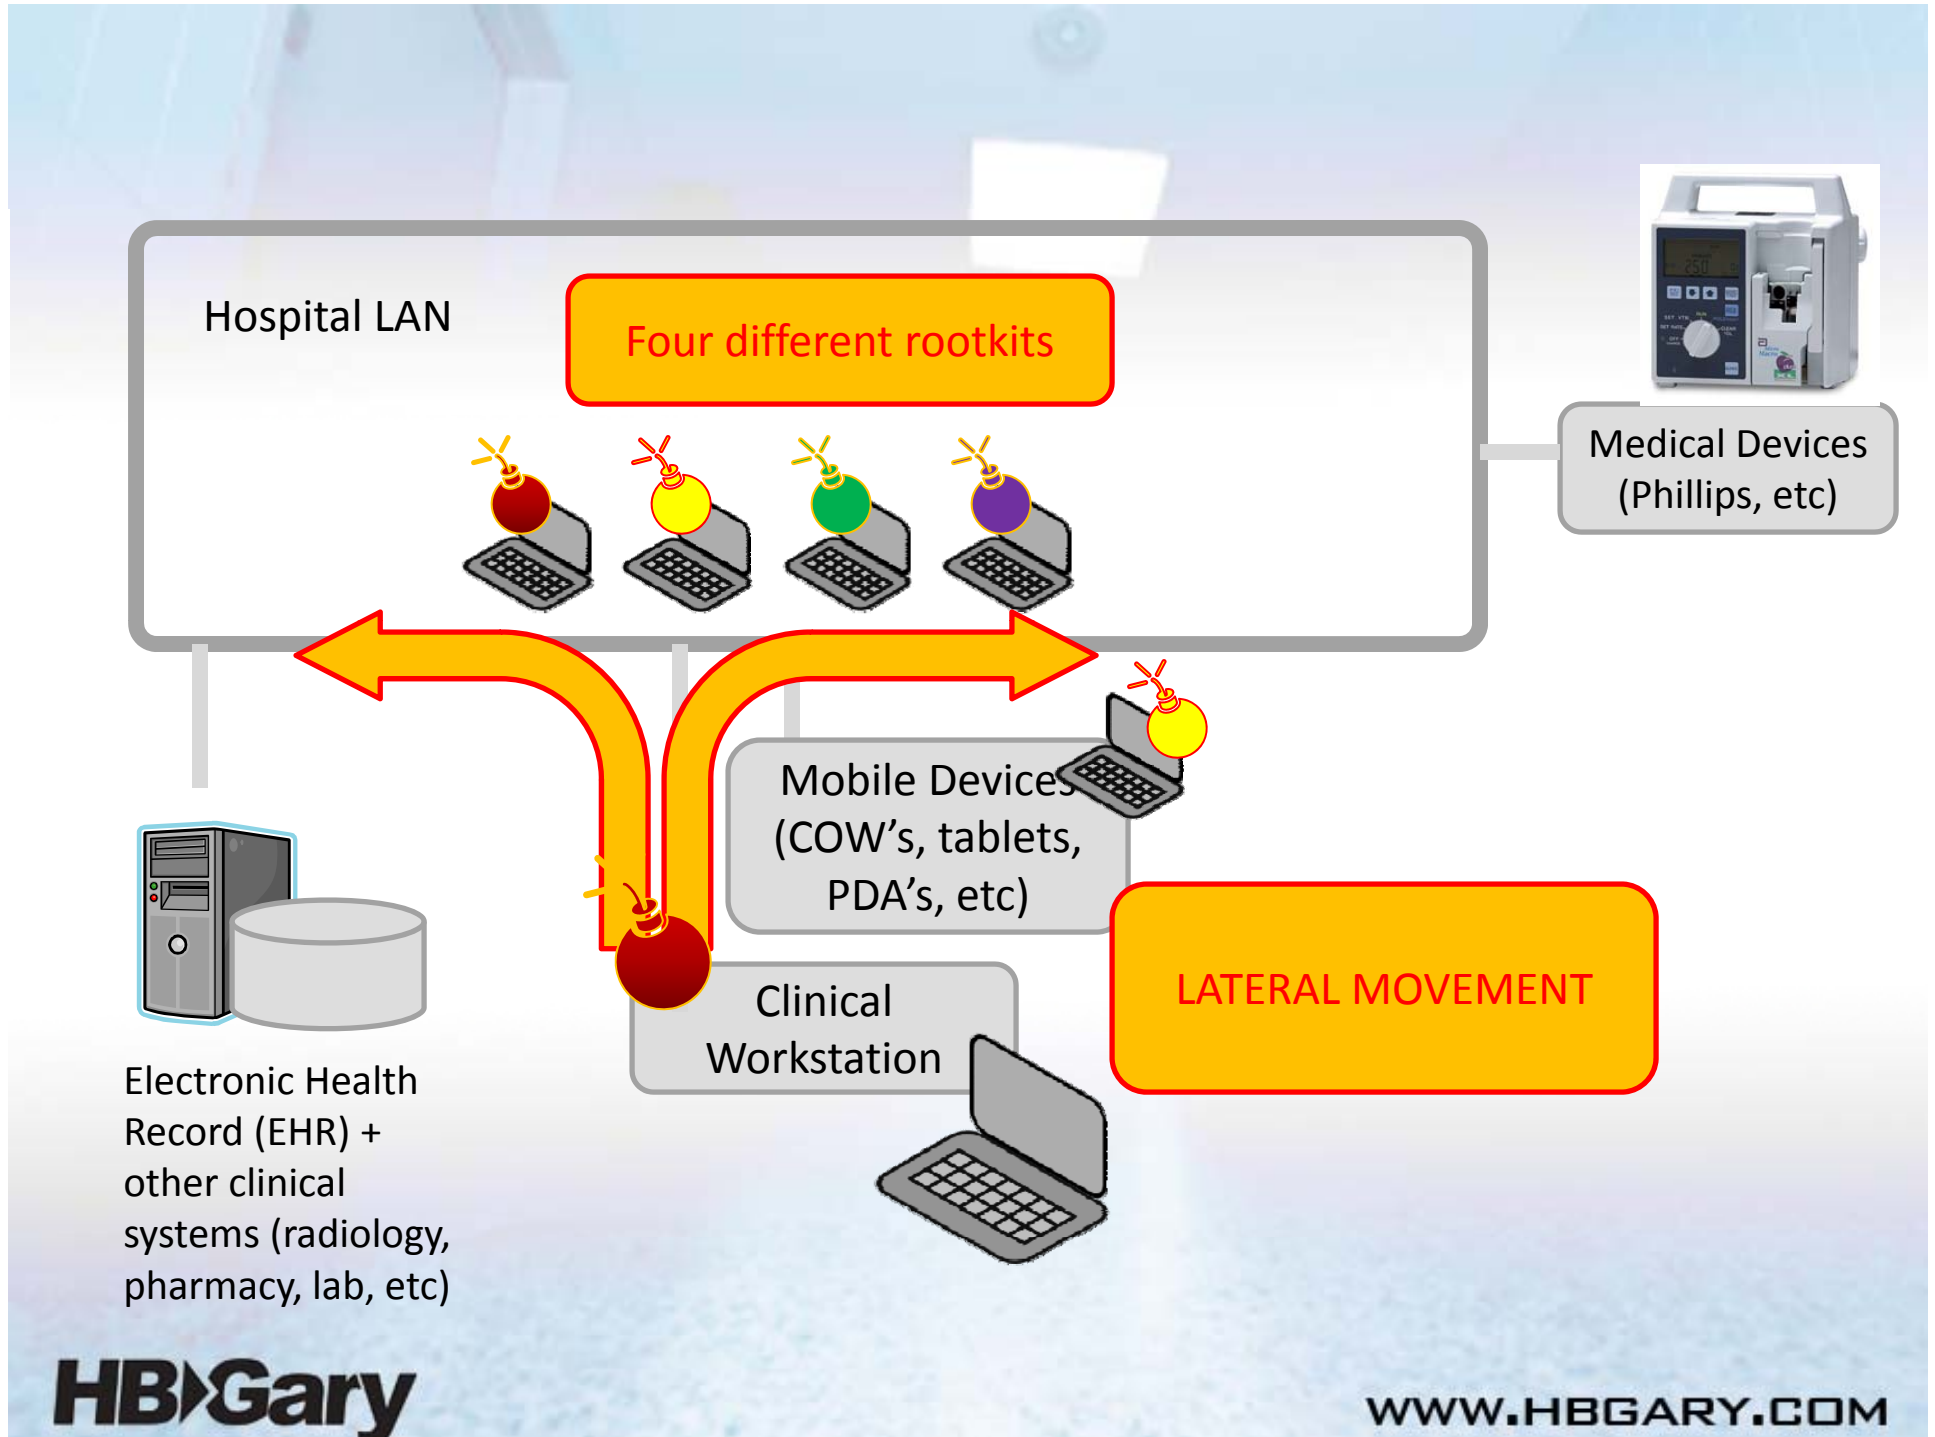 Hospital LAN
Four different rootkits
250
Medical Devices
(Phillips, etc)
Mobile Devices
(COW’s, tablets,
PDA’s, etc)
Clinical
Workstation
LATERAL MOVEMENT
Electronic Health
Record (EHR) +
other clinical
systems (radiology,
pharmacy, lab, etc)
HBGary
WWW.HBGARY.COM